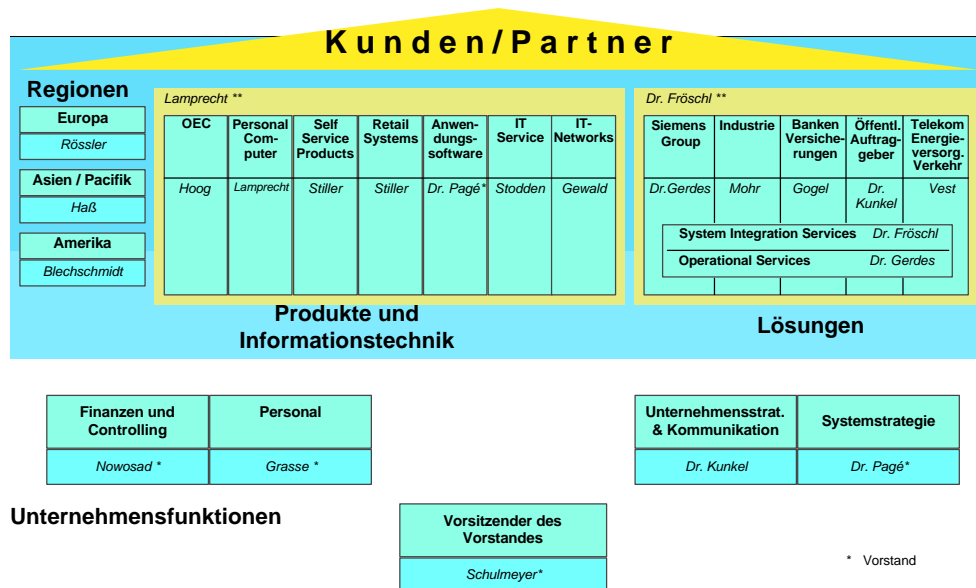 Kunden/Partner
Regionen
Europa
Rössler
Asien / Pacifik
Haß
Amerika
Blechschmidt
Lamprecht **
OEC
Hoog
Personal
Com-
puter
Lamprecht
Self
Service
Products
Stiller
Retail
Systems
Stiller
Anwen-
dungs-
software
Dr. Pagé*
IT
Service
Stodden
IT-
Networks
Gewald
Produkte und
Informationstechnik
Dr. Fröschl **
Siemens
Group
Dr.Gerdes
Industrie
Mohr
Banken
Versiche-
rungen
Gogel
Öffentl.
Auftrag-
geber
Dr.
Kunkel
Telekom
Energie-
versorg.
Verkehr
Vest
System Integration Services Dr. Fröschl
Operational Services Dr. Gerdes
Lösungen
Finanzen und
Controlling
Nowosad *
Personal
Grasse *
Unternehmensstrat.
& Kommunikation
Dr. Kunkel
Systemstrategie
Dr. Pagé*
Unternehmensfunktionen
Vorsitzender des
Vorstandes
Schulmeyer*
* Vorstand